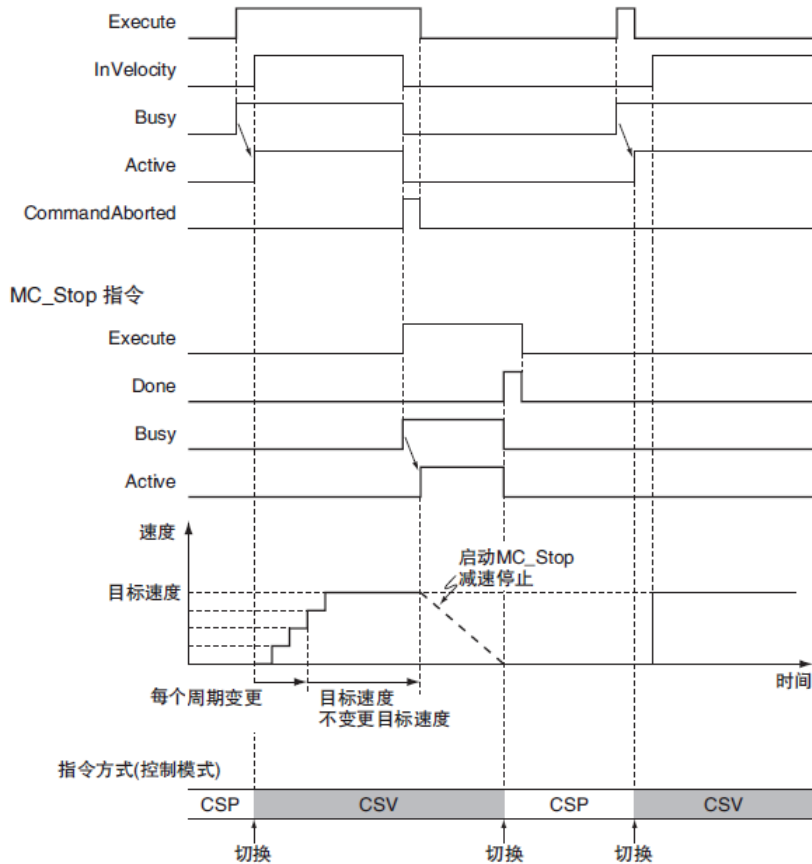 Execute
InVelocity
Busy
Active
CommandAborted
MC_Stop 指令
Execute
Done
Busy
Active
速度
启动MC_Stop
减速停止
目标速度
时间
每个周期变更
目标速度
不变更目标速度
指令方式(控制模式)
CSP CSV CSP CSV
切换 切换 切换